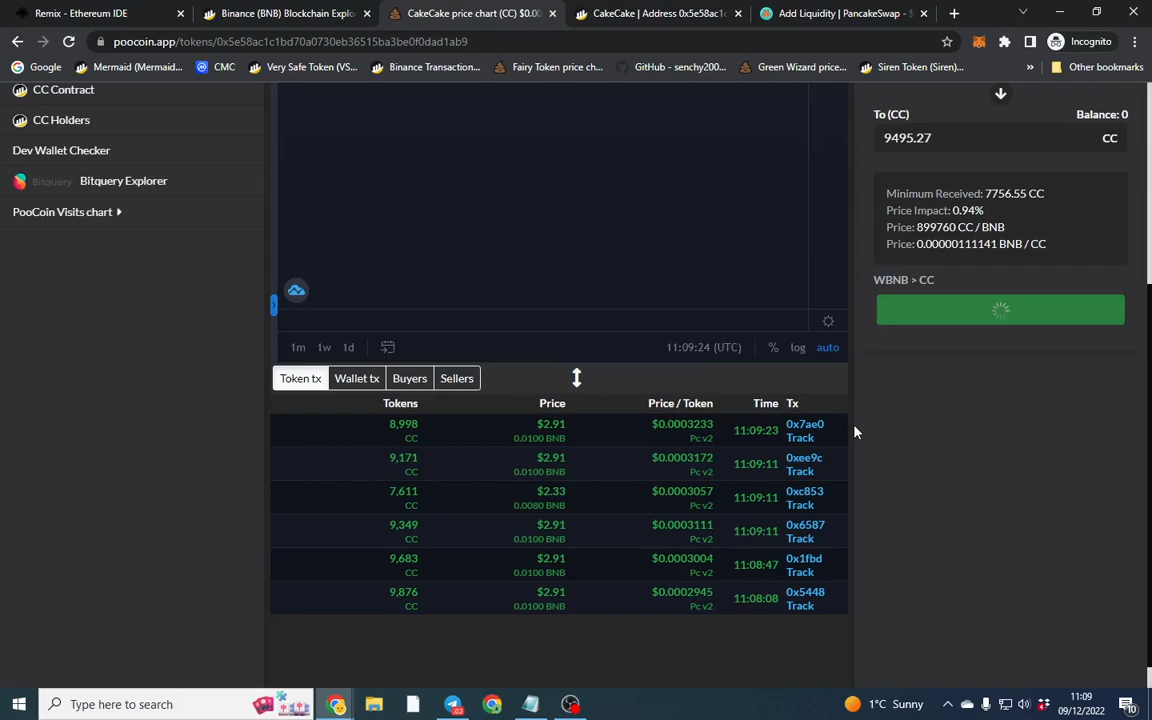 Remix - Ethereum IDE
Binance (BNB) Blockchain Explo
CakeCake price chart (CC) $0.00
CakeCake | Address 0x5e58ac1c
Add Liquidity | PancakeSwap - $
poocoin.app/tokens/0x5e58ac1c1bd70a0730eb36515ba3be0f0dad1ab9
Incognito
Google
Mermaid (Mermaid...
CMC
Very Safe Token (VS...
Binance Transaction...
Fairy Token price ch...
GitHub - senchy200...
Green Wizard price...
Siren Token (Siren)...
»
Other bookmarks
CC Contract
CC Holders
Dev Wallet Checker
Bitquery Bitquery Explorer
PooCoin Visits chart
To (CC) Balance: 0
9495.27 CC
Minimum Received: 7756.55 CC
Price Impact: 0.94%
Price: 899760 CC / BNB
Price: 0.00000111141 BNB / CC
WBNB > CC
1m 1w 1d 11:09:24 (UTC) % log auto
Token tx Wallet tx Buyers Sellers
Tokens Price Price / Token Time Tx
8,998 $2.91 $0.0003233 11:09:23 0x7ae0
CC 0.0100 BNB Pc v2 Track
9,171 $2.91 $0.0003172 11:09:11 0xee9c
CC 0.0100 BNB Pc v2 Track
7,611 $2.33 $0.0003057 11:09:11 0xc853
CC 0.0080 BNB Pc v2 Track
9,349 $2.91 $0.0003111 11:09:11 0x6587
CC 0.0100 BNB Pc v2 Track
9,683 $2.91 $0.0003004 11:08:47 0x1fbd
CC 0.0100 BNB Pc v2 Track
9,876 $2.91 $0.0002945 11:08:08 0x5448
CC 0.0100 BNB Pc v2 Track
Type here to search
1°C Sunny
11:09
09/12/2022
10